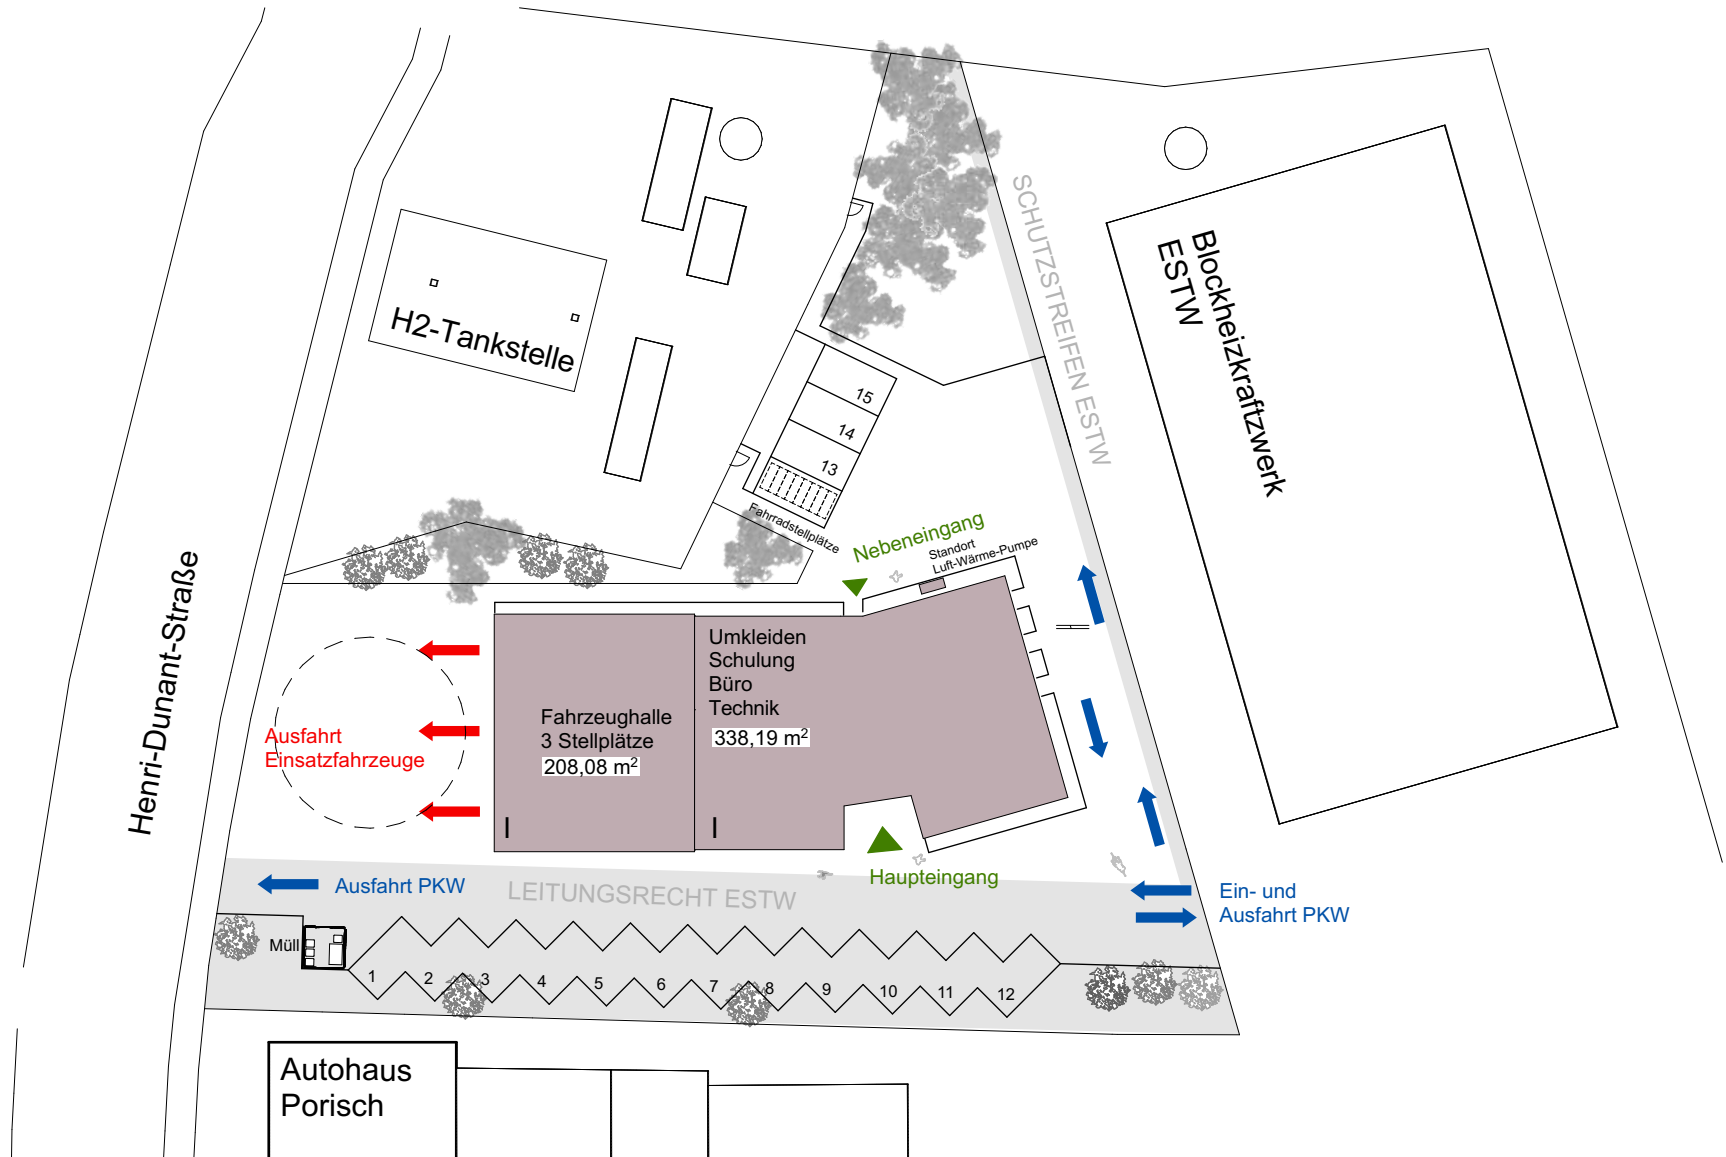 SCHUTZSTREIFEN ESTW
Blockheizkraftzwerk
ESTW
H2-Tankstelle
15
14
13
Fahrradstellplätze
Nebeneingang
Standort
Luft-Wärme-Pumpe
Henri-Dunant-Straße
Umkleiden
Schulung
Büro
Technik
338,19 m²
Fahrzeughalle
3 Stellplätze
208,08 m²
Ausfahrt
Einsatzfahrzeuge
I
I
Haupteingang
Ausfahrt PKW
LEITUNGSRECHT ESTW
Ein- und
Ausfahrt PKW
Müll
1 2 3 4 5 6 7 8 9 10 11 12
Autohaus
Porisch